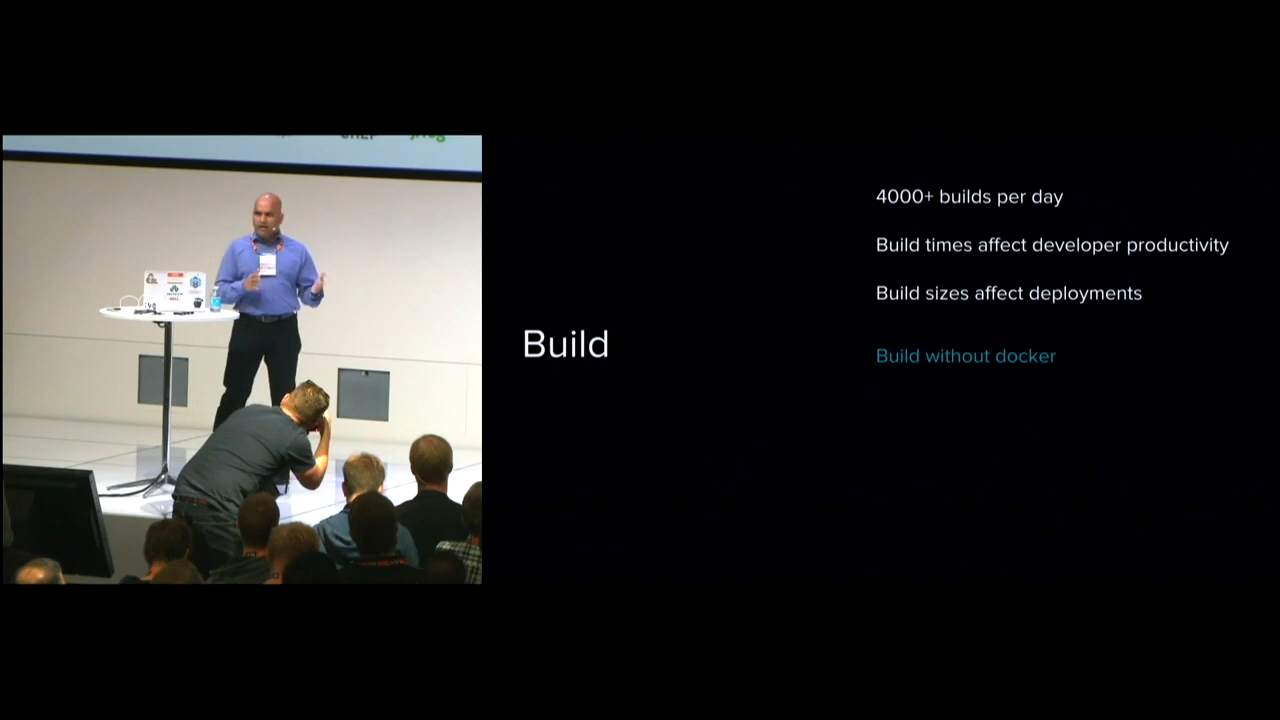 Build
4000+ builds per day
Build times affect developer productivity
Build sizes affect deployments
Build without docker